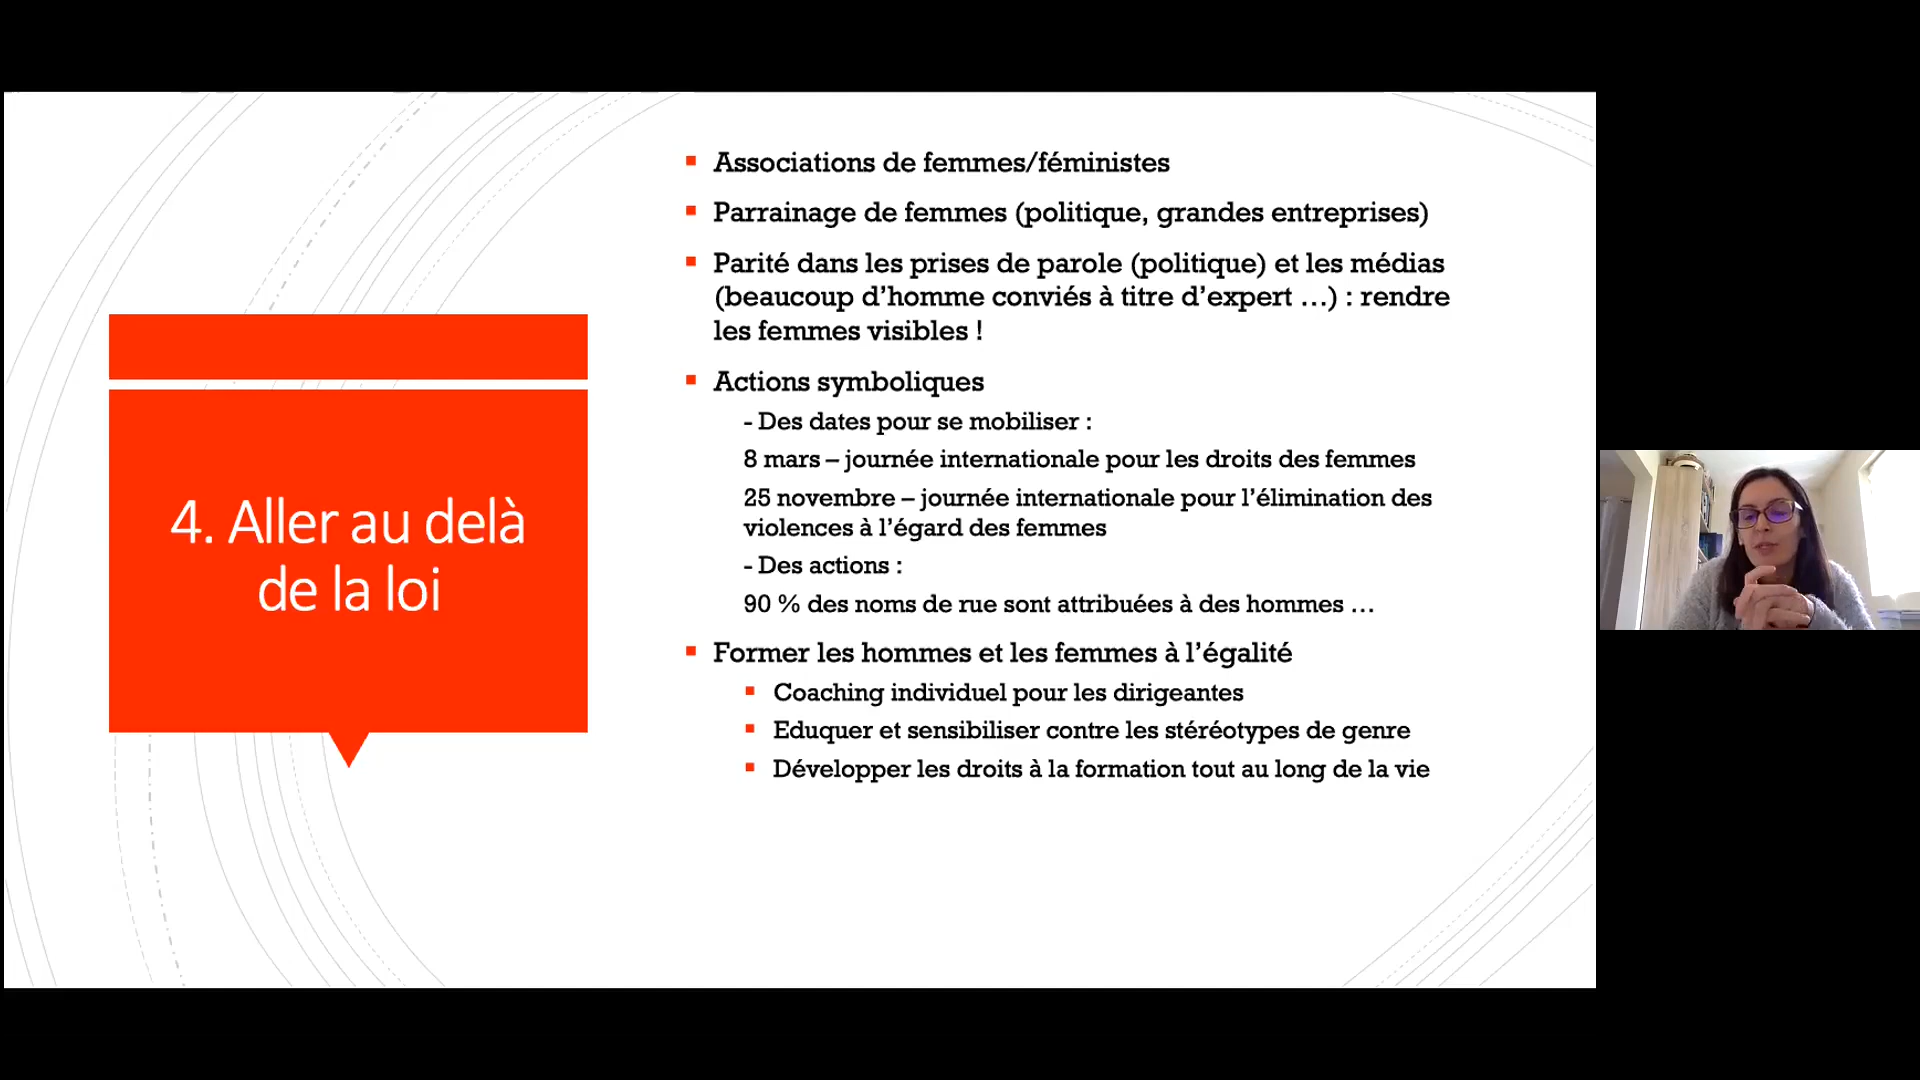 4. Aller au delà
de la loi
Associations de femmes/féministes
Parrainage de femmes (politique, grandes entreprises)
Parité dans les prises de parole (politique) et les médias
(beaucoup d’homme conviés à titre d’expert …) : rendre
les femmes visibles !
Actions symboliques
- Des dates pour se mobiliser :
8 mars – journée internationale pour les droits des femmes
25 novembre – journée internationale pour l’élimination des
violences à l’égard des femmes
- Des actions :
90 % des noms de rue sont attribuées à des hommes …
Former les hommes et les femmes à l’égalité
Coaching individuel pour les dirigeantes
Eduquer et sensibiliser contre les stéréotypes de genre
Développer les droits à la formation tout au long de la vie